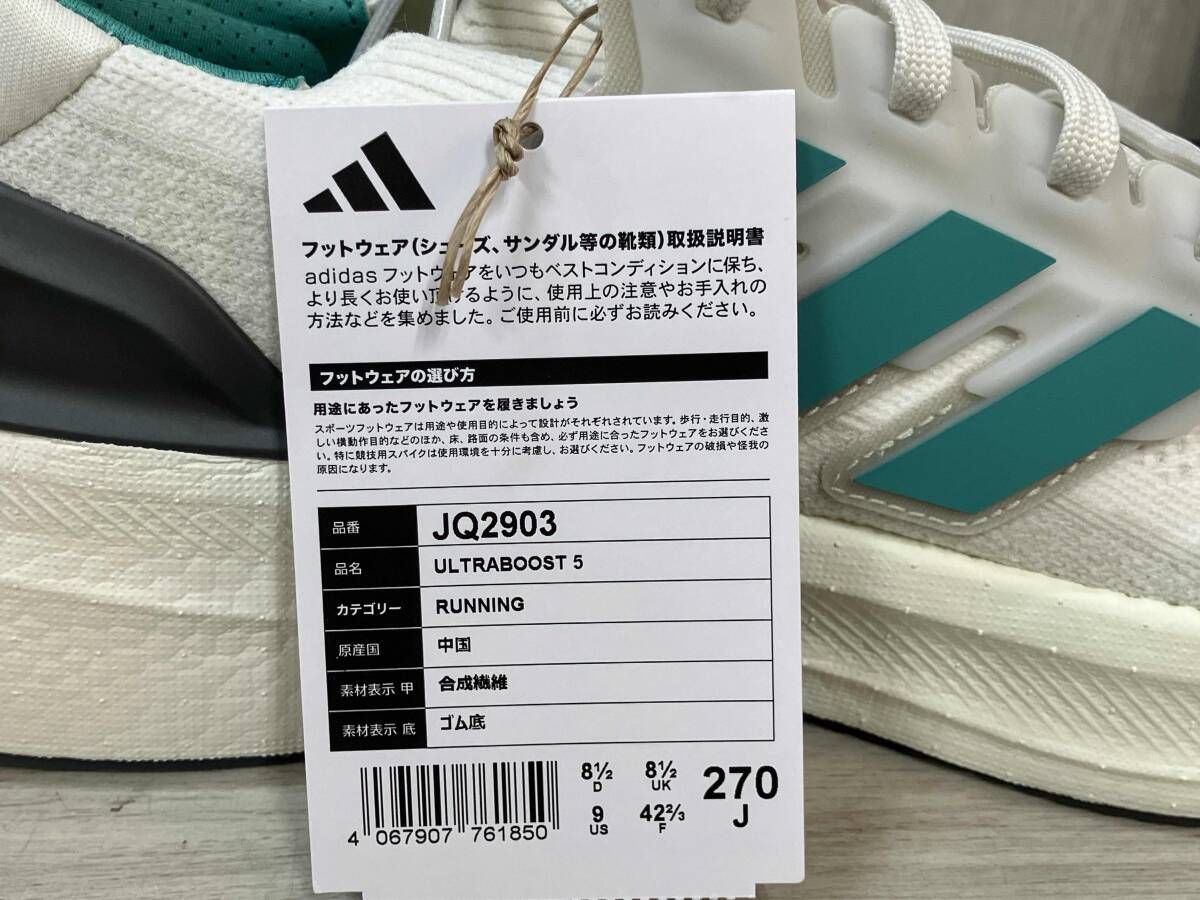 フットウェア(シューズ、サンダル等の靴類)取扱説明書
adidas フットウェアをいつもベストコンディションに保ち、
より長くお使い頂けるように、使用上の注意やお手入れの
方法などを集めました。ご使用前に必ずお読みください。
フットウェアの選び方
用途にあったフットウェアを履きましょう
スポーツフットウェアは用途や使用目的によって設計がそれぞれされています。歩行・走行目的、激
しい横動作目的などのほか、床、路面の条件も含め、必ず用途に合ったフットウェアをお選びくださ
い。特に競技用スパイクは使用環境を十分に考慮し、お選びください。フットウェアの破損や怪我の
原因になります。
品番 JQ2903
品名 ULTRABOOST 5
カテゴリー RUNNING
原産国 中国
素材表示 甲 合成繊維
素材表示 底 ゴム底
8½ D 8½ UK 270 J
9 US 42⅔ F
4 067907 761850